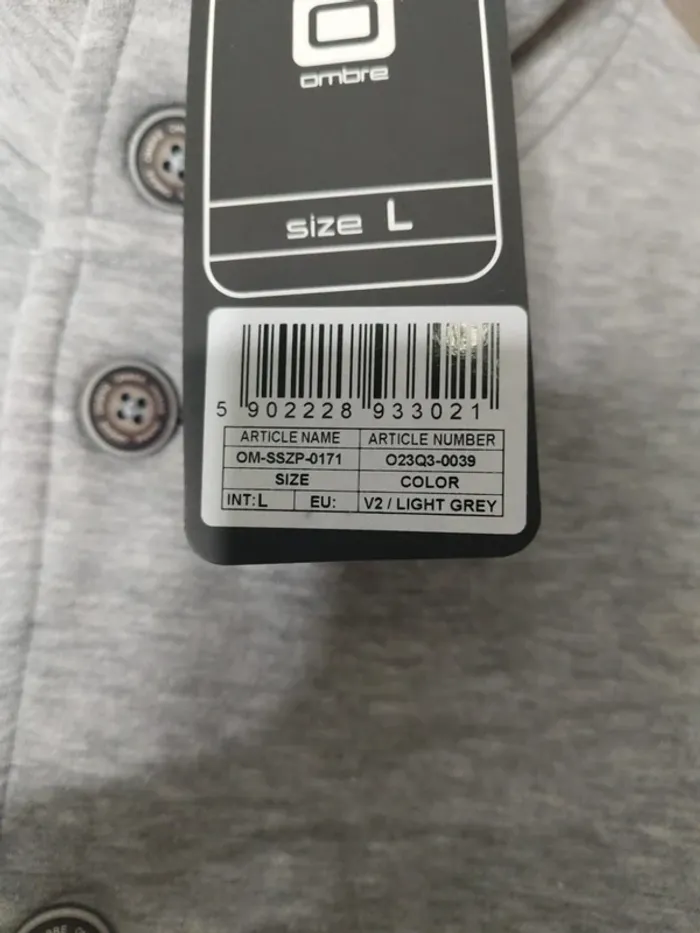 ombre
size L
5 902228 933021
ARTICLE NAME ARTICLE NUMBER
OM-SSZP-0171 O23Q3-0039
SIZE COLOR
INT: L EU: V2 / LIGHT GREY